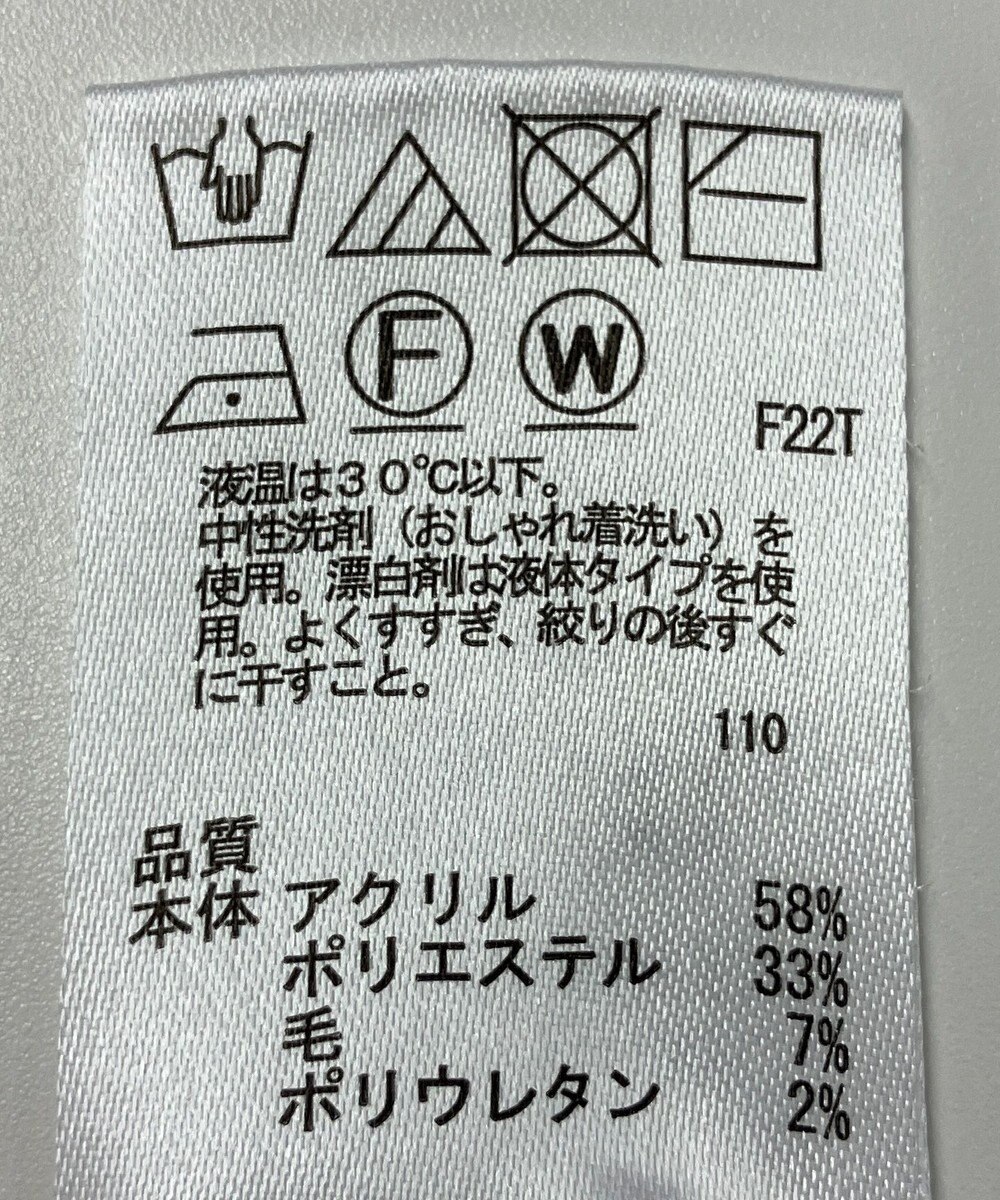 F W
F22T
液温は３０℃以下。
中性洗剤（おしゃれ着洗い）を
使用。漂白剤は液体タイプを使
用。よくすすぎ、絞りの後すぐ
に干すこと。
110
品質
本体 アクリル 58%
ポリエステル 33%
毛 7%
ポリウレタン 2%